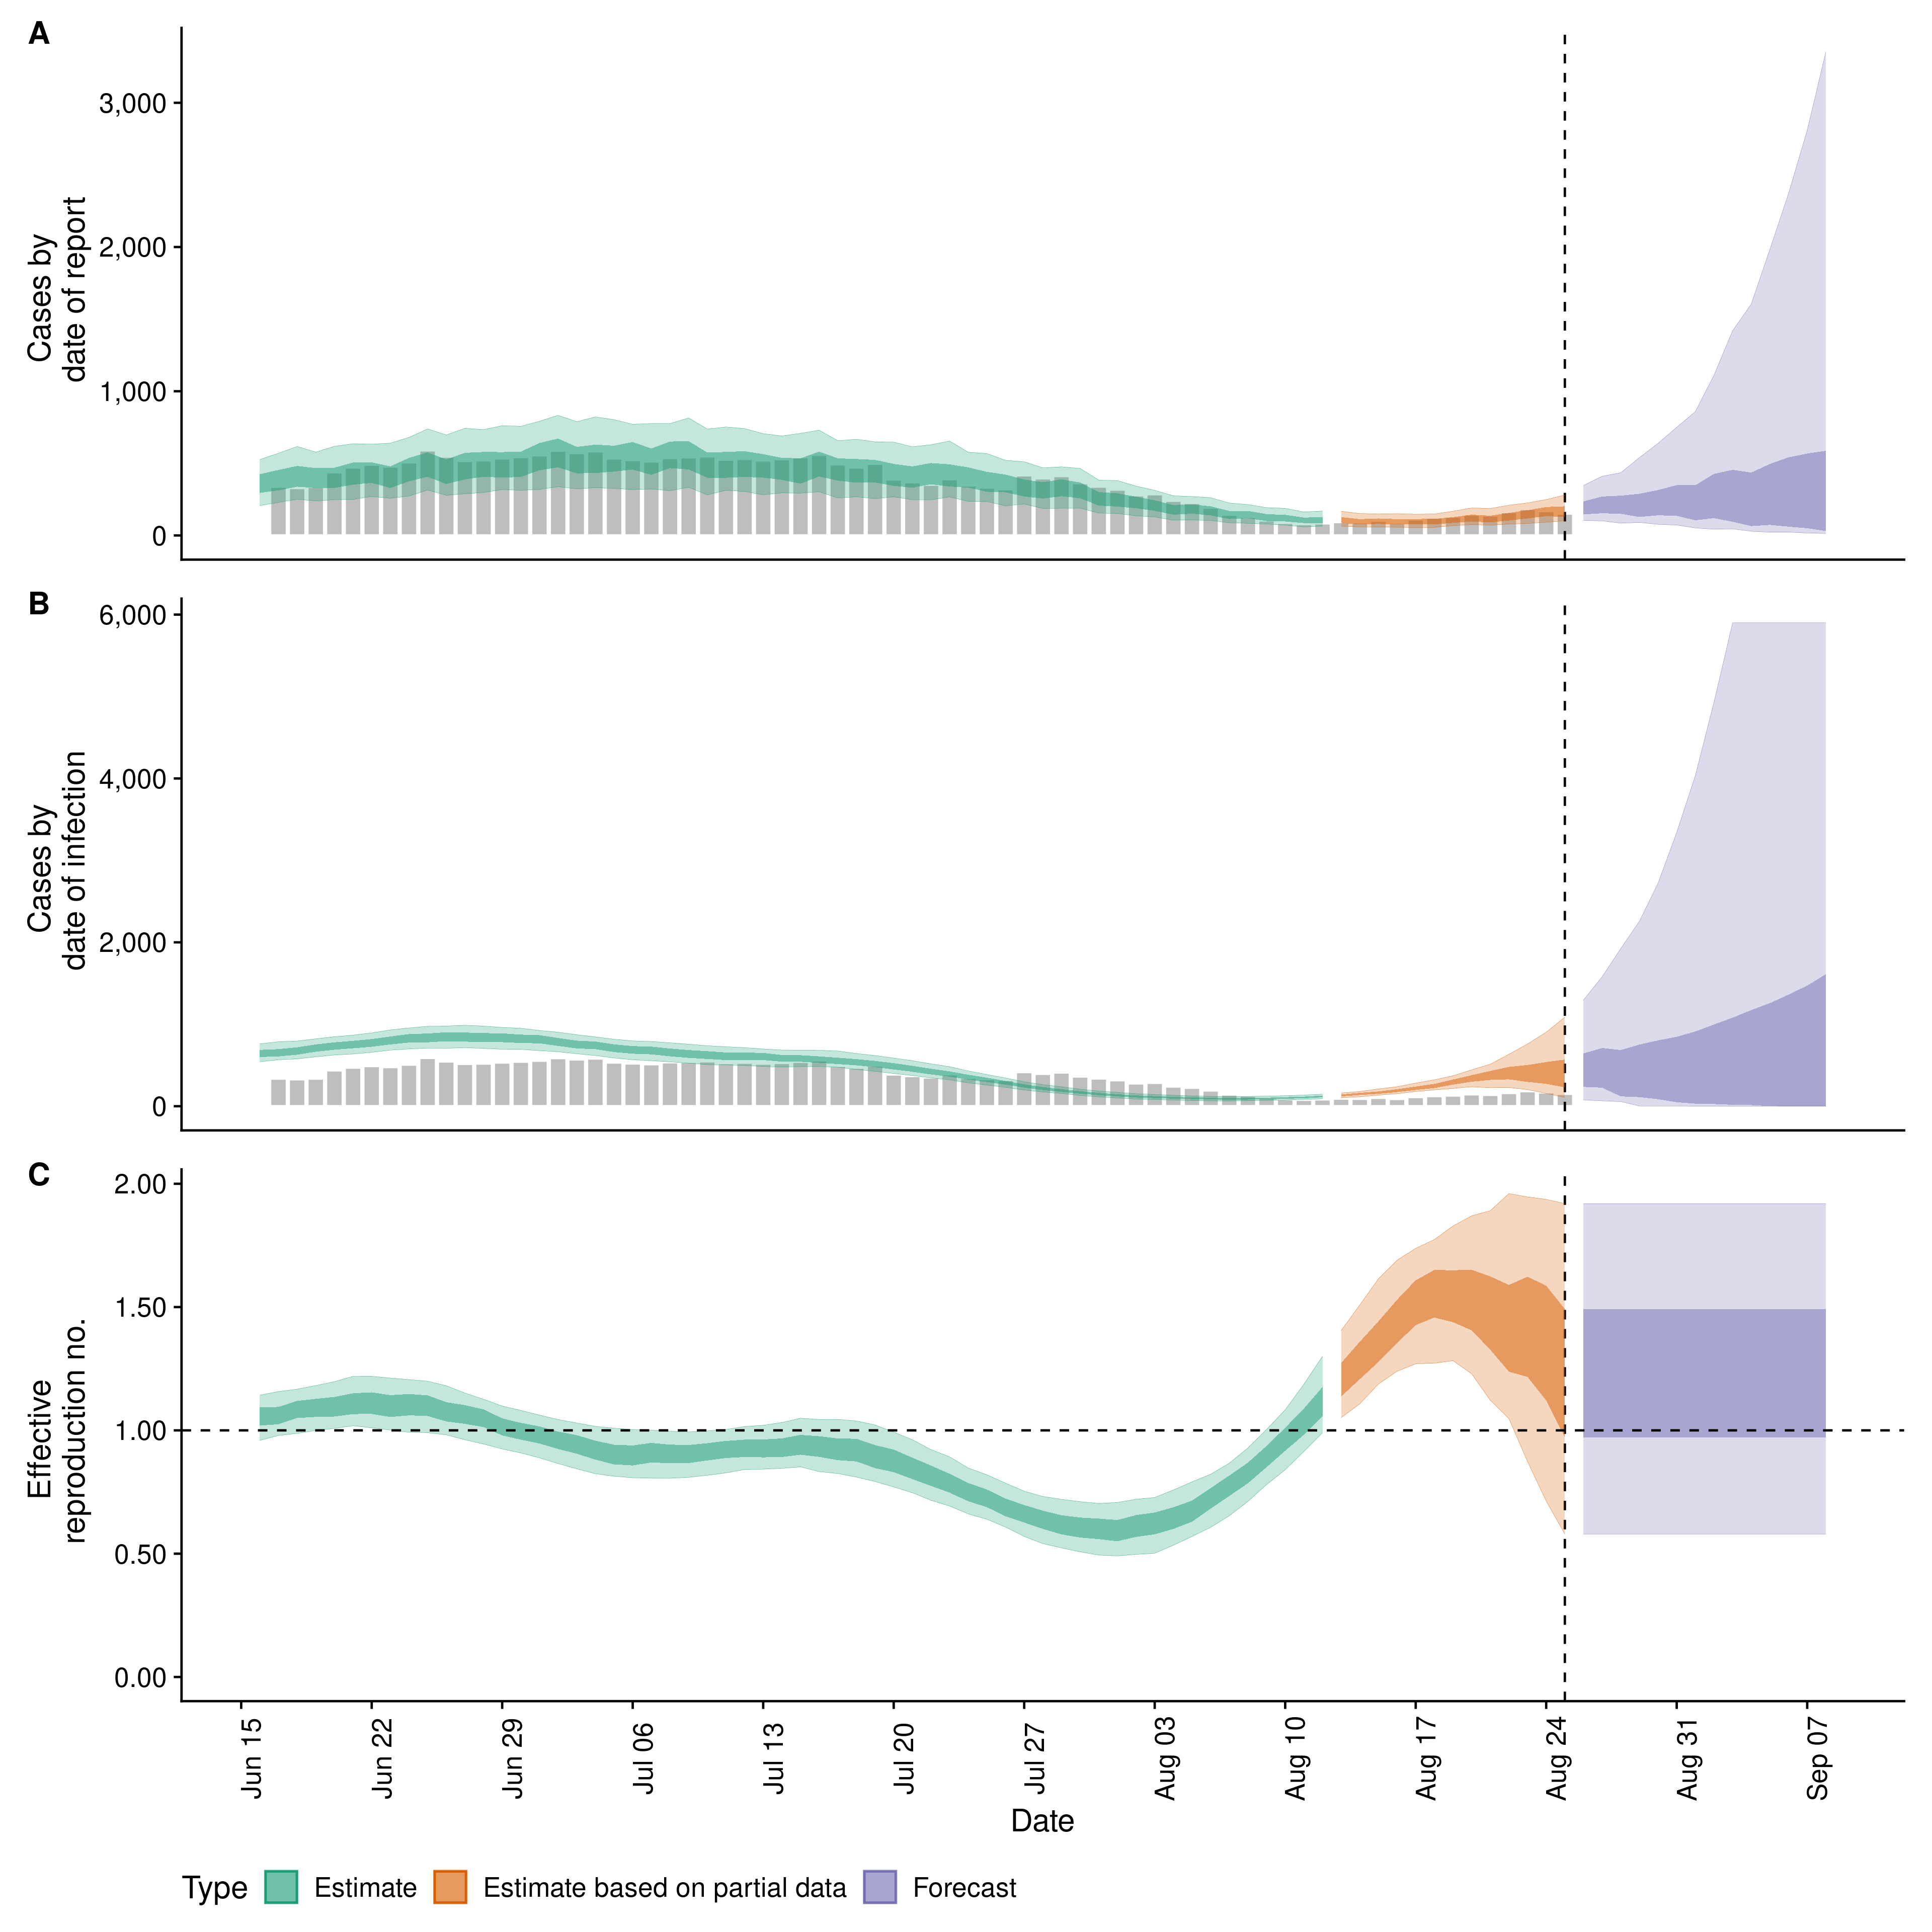 A
3,000
2,000
1,000
0
Cases by
date of report
B
6,000
4,000
2,000
0
Cases by
date of infection
C
2.00
1.50
1.00
0.50
0.00
Effective
reproduction no.
Jun 15
Jun 22
Jun 29
Jul 06
Jul 13
Jul 20
Jul 27
Aug 03
Aug 10
Aug 17
Aug 24
Aug 31
Sep 07
Date
Type Estimate Estimate based on partial data Forecast